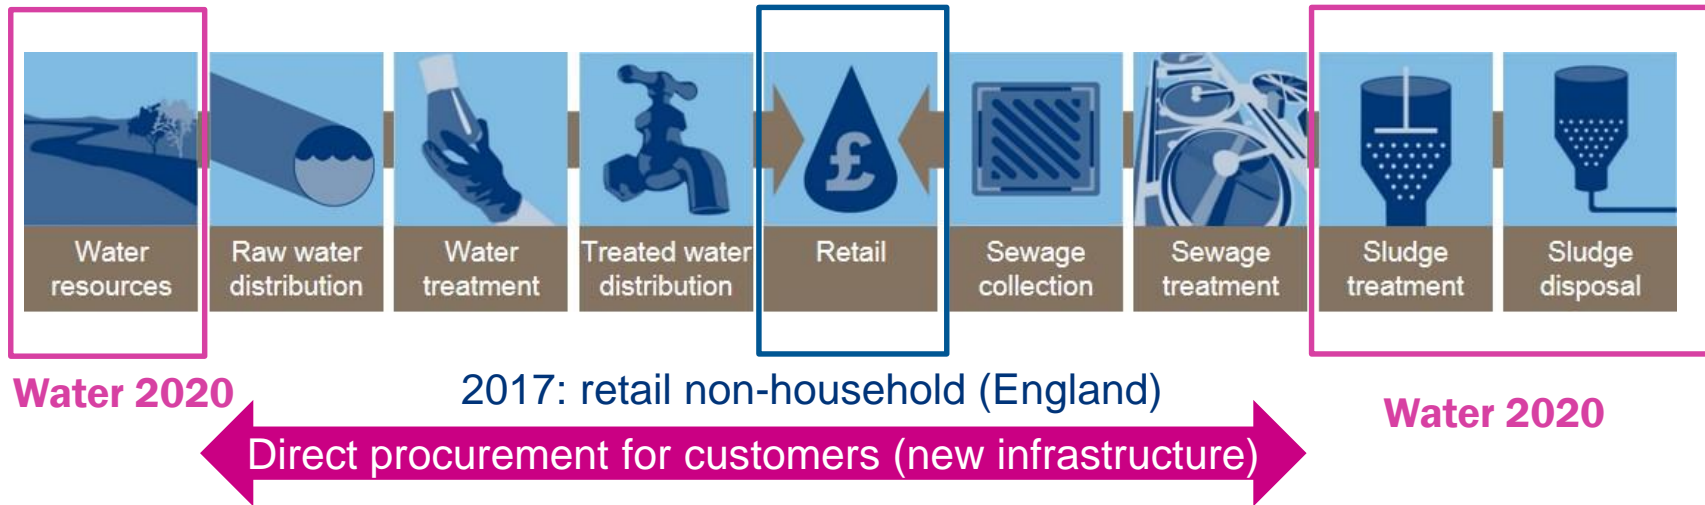 £
Water
resources
Raw water
distribution
Water
treatment
Treated water
distribution
Retail
Sewage
collection
Sewage
treatment
Sludge
treatment
Sludge
disposal
Water 2020
2017: retail non-household (England)
Water 2020
Direct procurement for customers (new infrastructure)